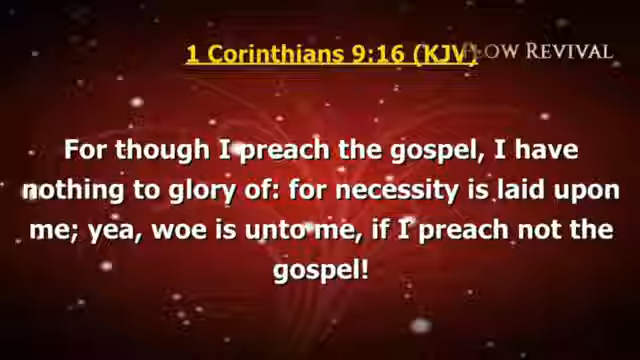 1 Corinthians 9:16 (KJV)
Revival
For though I preach the gospel, I have
nothing to glory of: for necessity is laid upon
me; yea, woe is unto me, if I preach not the
gospel!